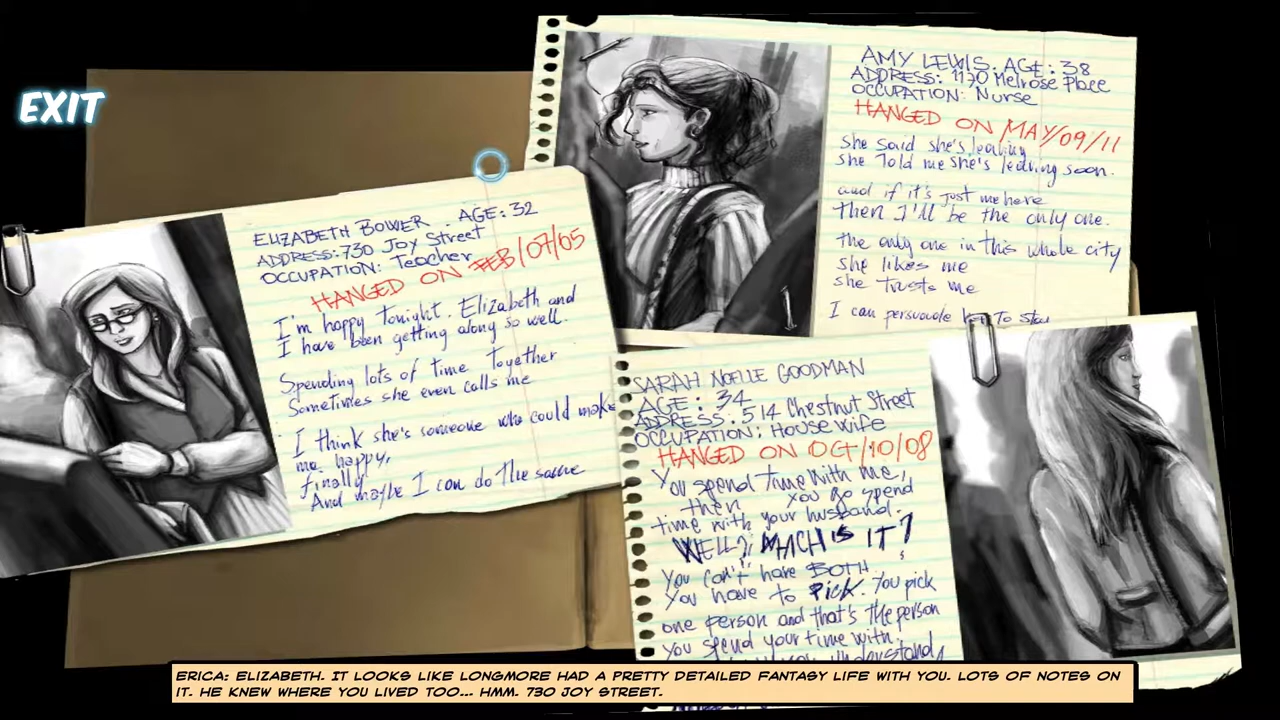 EXIT
AMY LEWIS. AGE: 38
ADDRESS: 1190 Melrose Place
OCCUPATION: Nurse
HANGED ON MAY/09/11
She said she's leaving
she told me she's leaving soon.
and if it's just me here
Then I'll be the only one.
the only one in this whole city
she likes me
she trusts me
I can persuade her to stay
ELIZABETH BOWER. AGE: 32
ADDRESS: 730 Joy Street
OCCUPATION: Teacher
HANGED ON FEB/07/05
I'm happy tonight. Elizabeth and
I have been getting along so well.
Spending lots of time Together
Sometimes she even calls me
I think she's someone who could make
me happy,
finally
And maybe I can do the same
SARAH NOELLE GOODMAN
AGE: 34
ADDRESS: 514 Chestnut Street
OCCUPATION: House wife
HANGED ON OCT/10/08
You spend time with me,
then you go spend
time with your husband.
WELL, WHICH IS IT?
You can't have BOTH
You have to PICK. You pick
one person and that's the person
you spend your time with.
understand
ERICA: ELIZABETH. IT LOOKS LIKE LONGMORE HAD A PRETTY DETAILED FANTASY LIFE WITH YOU. LOTS OF NOTES ON
IT. HE KNEW WHERE YOU LIVED TOO... HMM. 730 JOY STREET.